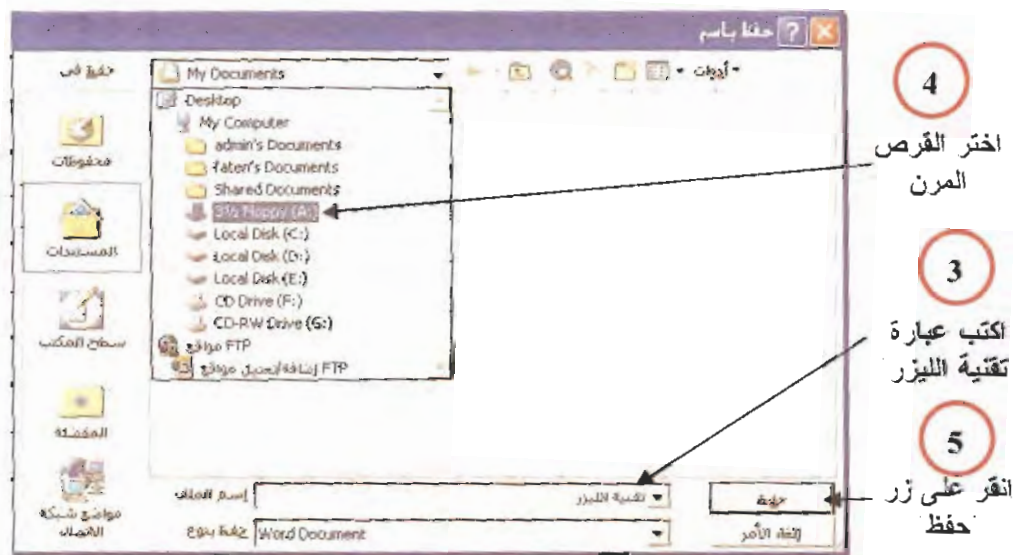 حفظ باسم
حفظ في
My Documents
أدوات
Desktop
My Computer
admin's Documents
faten's Documents
Shared Documents
3½ Floppy (A:)
Local Disk (C:)
Local Disk (D:)
Local Disk (E:)
CD Drive (F:)
CD-RW Drive (G:)
مواقع FTP
إضافة/تعديل مواقع FTP
محفوظات
المستندات
سطح المكتب
المفضلة
مواضع شبكة
الاتصال
اسم الملف
تقنية الليزر
حفظ
حفظ بنوع
Word Document
إلغاء الأمر
4
اختر القرص
المرن
3
اكتب عبارة
تقنية الليزر
5
انقر على زر
حفظ